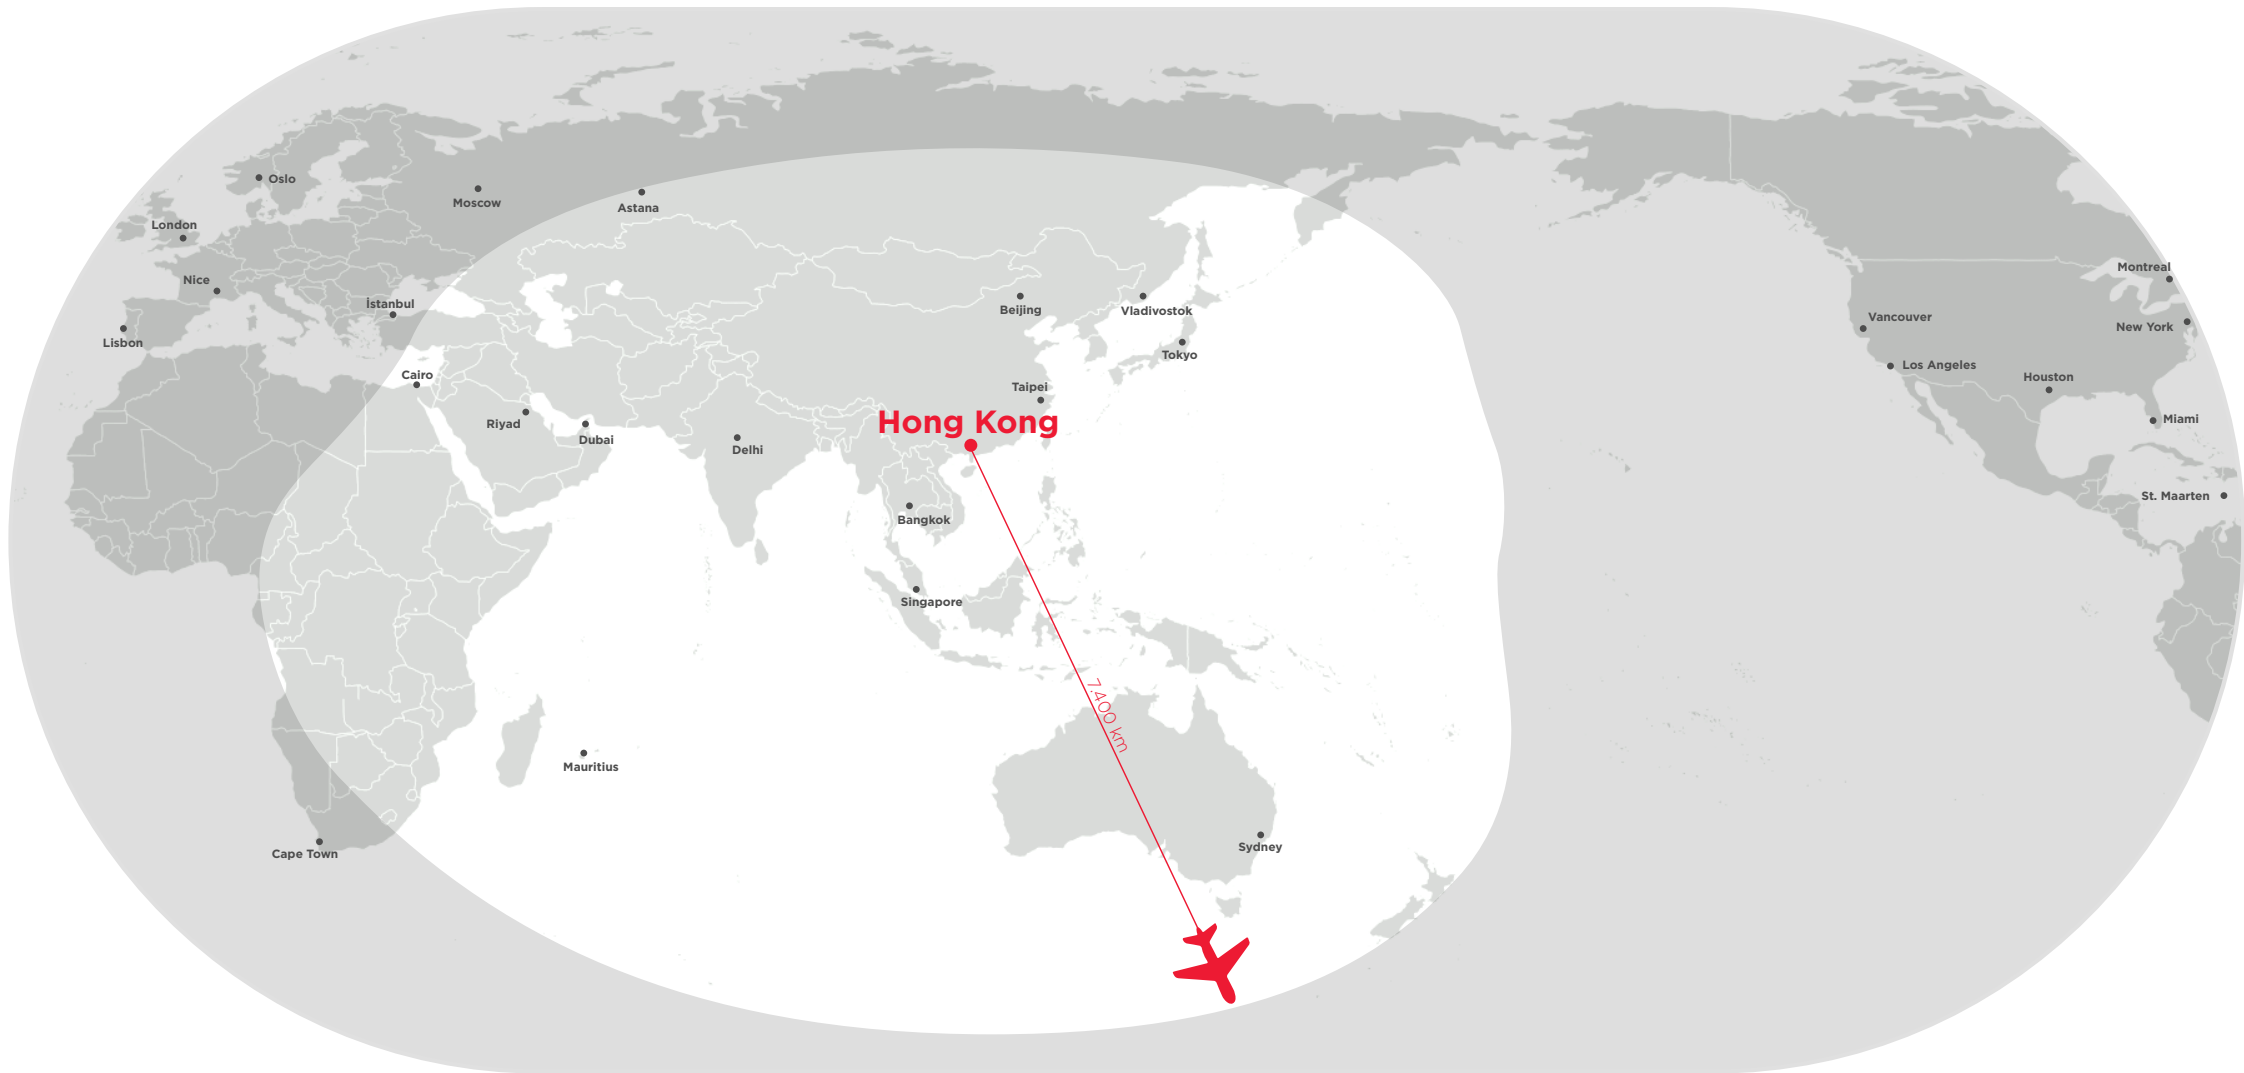 Oslo
Moscow
Astana
London
Montreal
Nice
İstanbul
Beijing
Vladivostok
Vancouver
New York
Lisbon
Tokyo
Los Angeles
Cairo
Taipei
Houston
Hong Kong
Riyad
Dubai
Miami
Delhi
St. Maarten
Bangkok
Singapore
7.400 km
Mauritius
Sydney
Cape Town